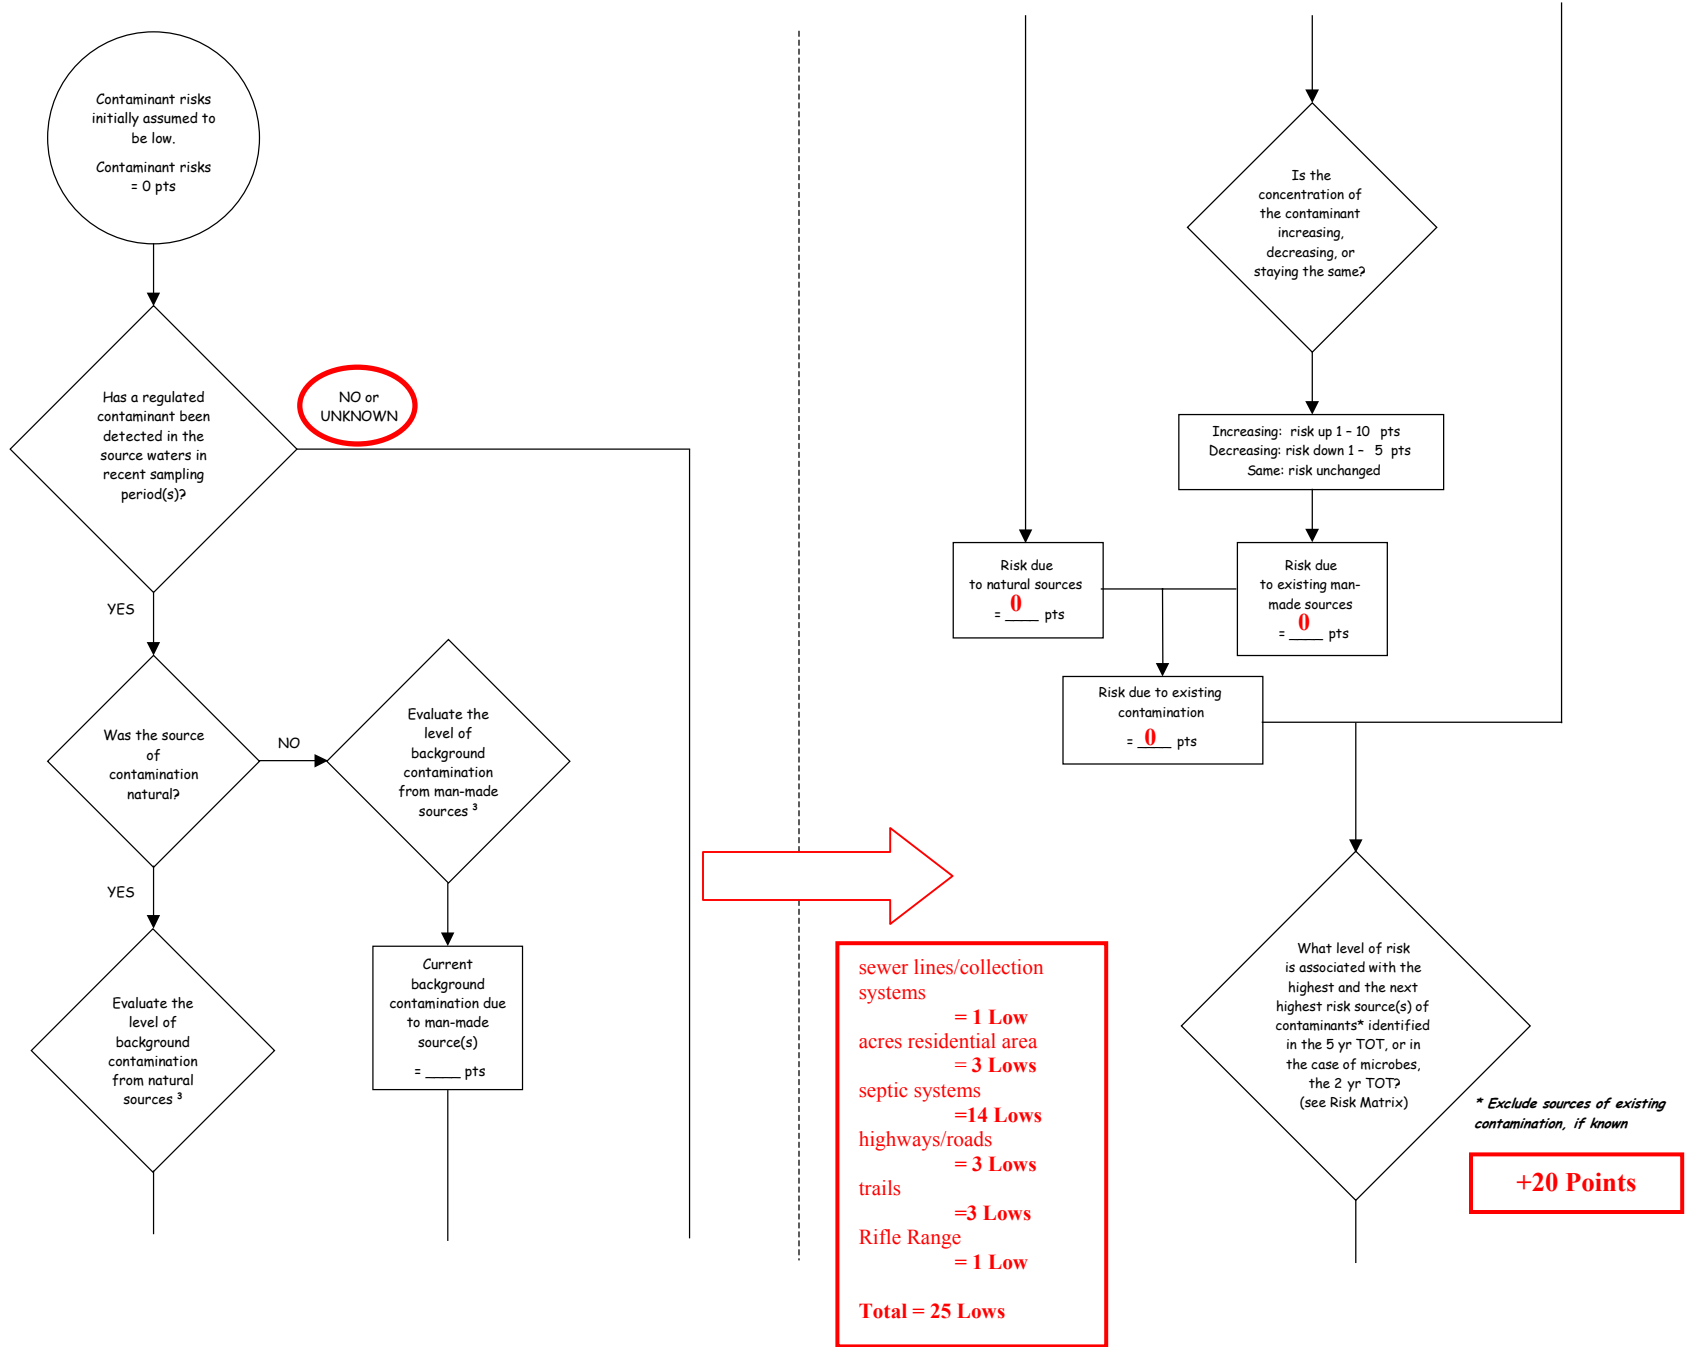 Contaminant risks
initially assumed to
be low.
Contaminant risks
= 0 pts
Has a regulated
contaminant been
detected in the
source waters in
recent sampling
period(s)?
NO or
UNKNOWN
YES
Was the source
of
contamination
natural?
NO
Evaluate the
level of
background
contamination
from man-made
sources ³
YES
Evaluate the
level of
background
contamination
from natural
sources ³
Current
background
contamination due
to man-made
source(s)
= ____ pts
Is the
concentration of
the contaminant
increasing,
decreasing, or
staying the same?
Increasing: risk up 1 – 10 pts
Decreasing: risk down 1 – 5 pts
Same: risk unchanged
Risk due
to natural sources
= 0 pts
Risk due
to existing man-
made sources
= 0 pts
Risk due to existing
contamination
= 0 pts
sewer lines/collection
systems
= 1 Low
acres residential area
= 3 Lows
septic systems
=14 Lows
highways/roads
= 3 Lows
trails
=3 Lows
Rifle Range
= 1 Low
Total = 25 Lows
What level of risk
is associated with the
highest and the next
highest risk source(s) of
contaminants* identified
in the 5 yr TOT, or in
the case of microbes,
the 2 yr TOT?
(see Risk Matrix)
* Exclude sources of existing
contamination, if known
+20 Points